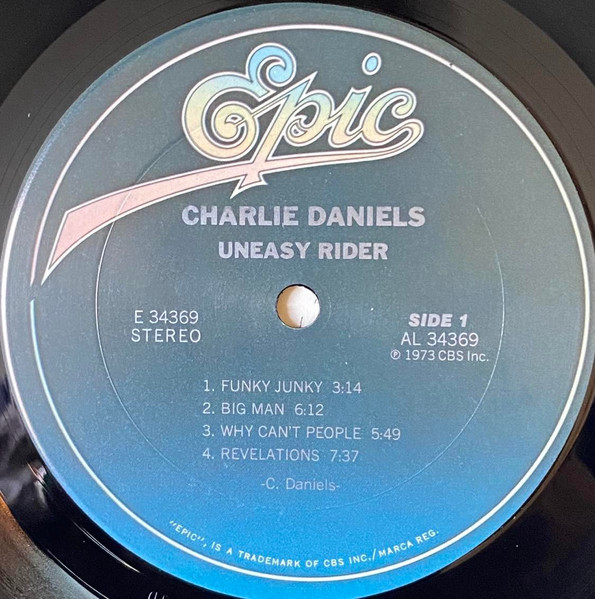 Epic
CHARLIE DANIELS
UNEASY RIDER
E 34369
STEREO
SIDE 1
AL 34369
℗ 1973 CBS Inc.
1. FUNKY JUNKY 3:14
2. BIG MAN 6:12
3. WHY CAN'T PEOPLE 5:49
4. REVELATIONS 7:37
-C. Daniels-
"EPIC", IS A TRADEMARK OF CBS INC./MARCA REG.